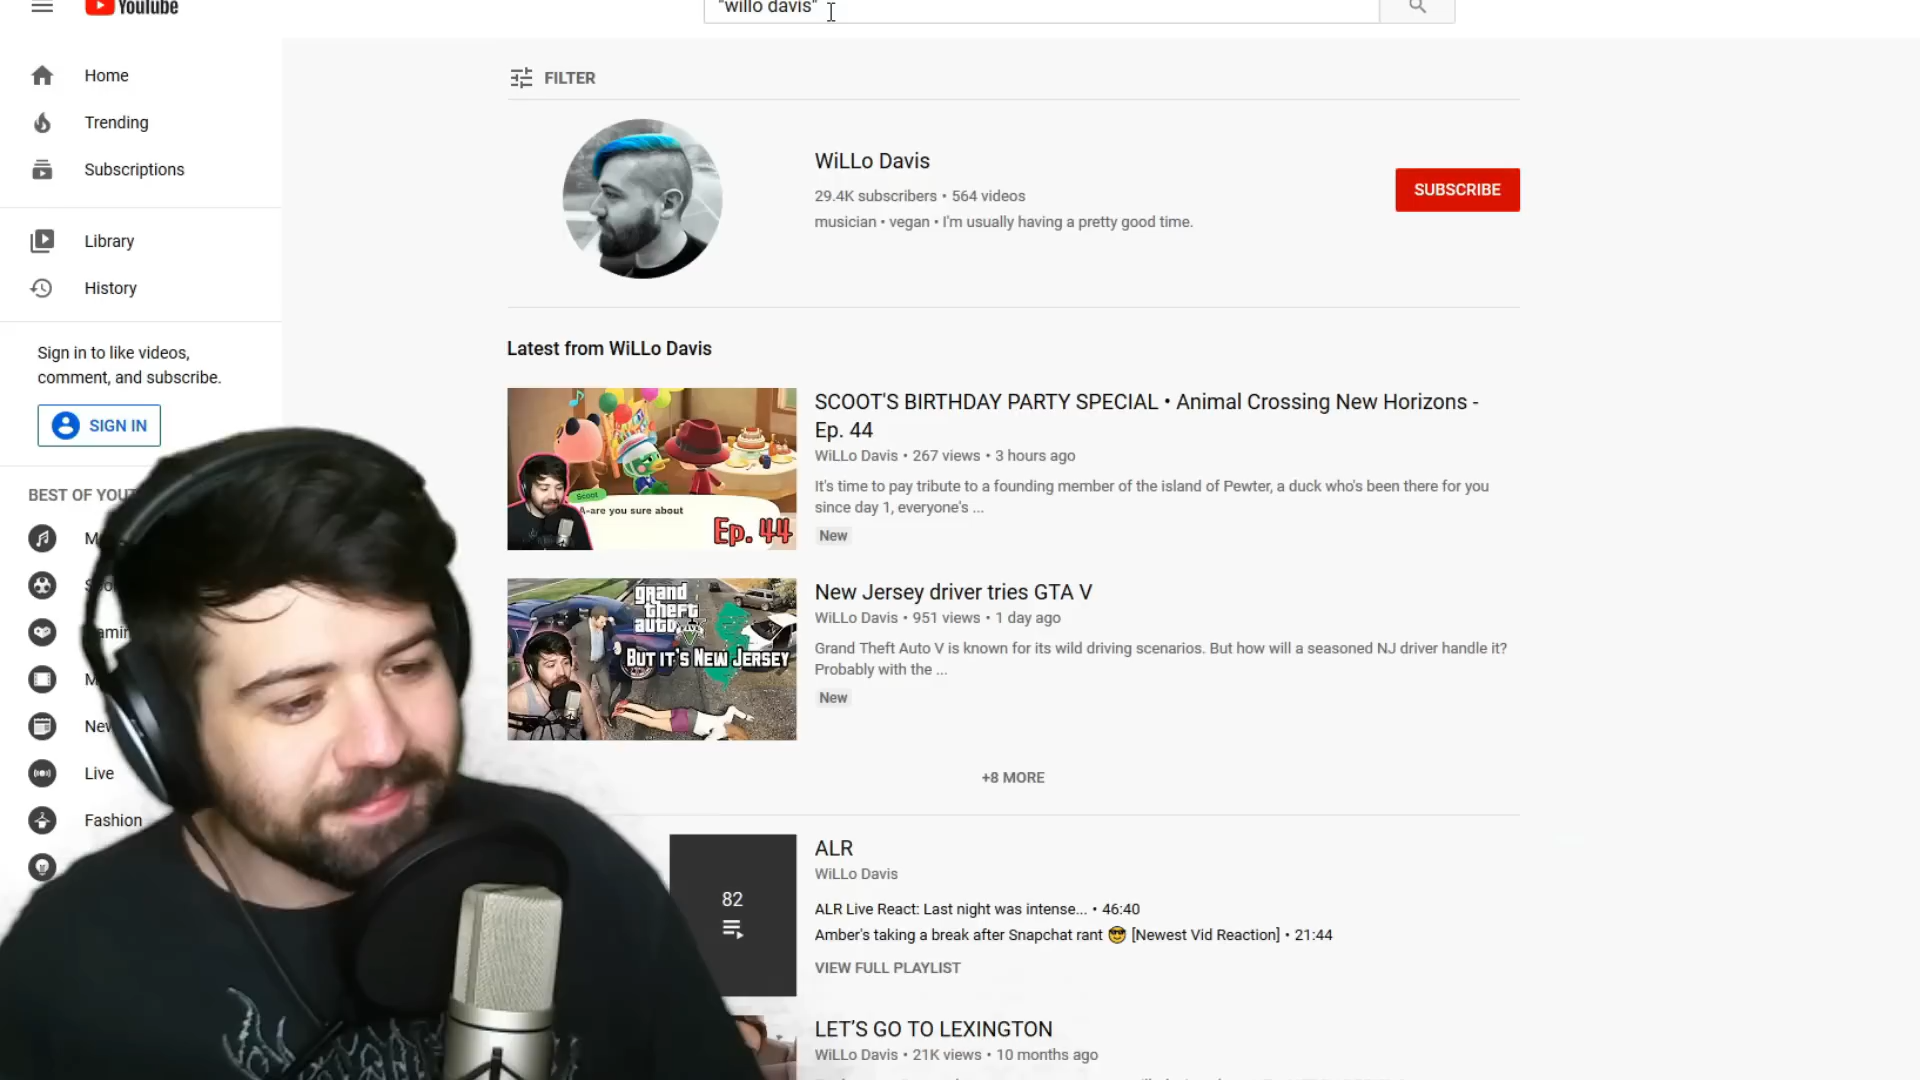 YouTube
"willo davis"
Home
Trending
Subscriptions
Library
History
Sign in to like videos,
comment, and subscribe.
SIGN IN
BEST OF YOU
New
Live
Fashion
FILTER
WiLLo Davis
29.4K subscribers • 564 videos
musician • vegan • I'm usually having a pretty good time.
SUBSCRIBE
Latest from WiLLo Davis
Scoot
A-are you sure about
Ep. 44
SCOOT'S BIRTHDAY PARTY SPECIAL • Animal Crossing New Horizons -
Ep. 44
WiLLo Davis • 267 views • 3 hours ago
It's time to pay tribute to a founding member of the island of Pewter, a duck who's been there for you
since day 1, everyone's ...
New
grand
theft
auto
V
BUT IT'S NEW JERSEY
New Jersey driver tries GTA V
WiLLo Davis • 951 views • 1 day ago
Grand Theft Auto V is known for its wild driving scenarios. But how will a seasoned NJ driver handle it?
Probably with the ...
New
+8 MORE
82
ALR
WiLLo Davis
ALR Live React: Last night was intense... • 46:40
Amber's taking a break after Snapchat rant 😎 [Newest Vid Reaction] • 21:44
VIEW FULL PLAYLIST
LET'S GO TO LEXINGTON
WiLLo Davis • 21K views • 10 months ago